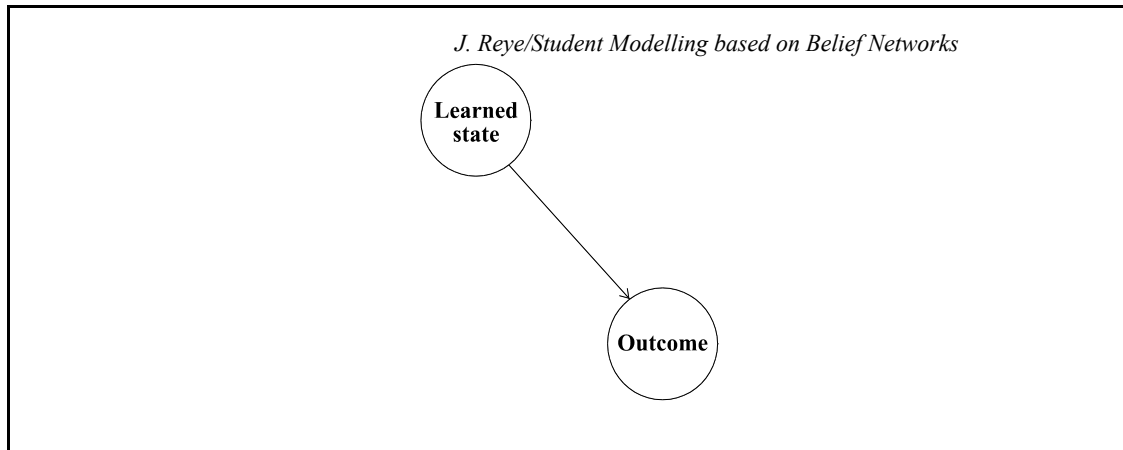 J. Reye/Student Modelling based on Belief Networks
Learned
state
Outcome